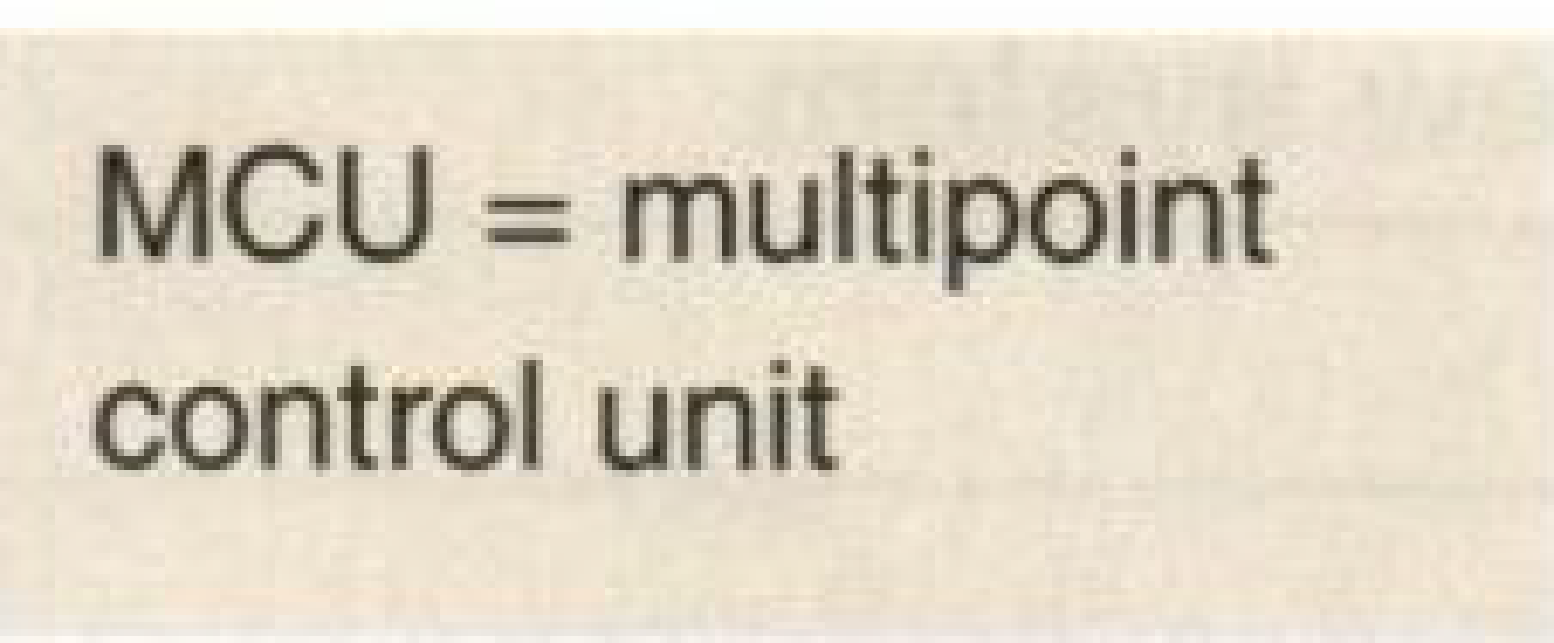 MCU = multipoint
control unit